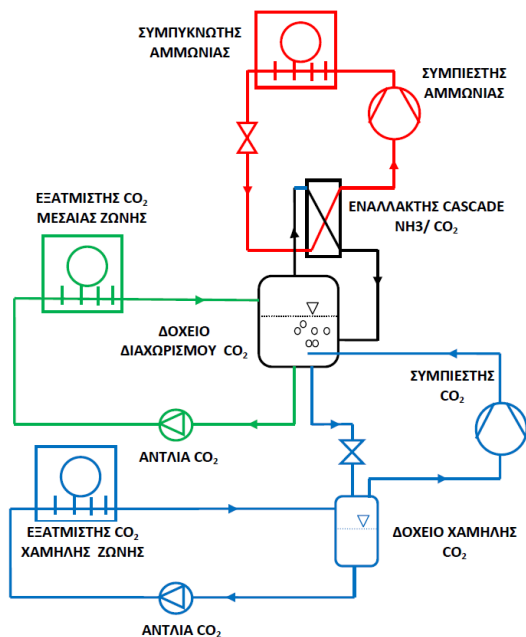 ΣΥΜΠΥΚΝΩΤΗΣ
ΑΜΜΩΝΙΑΣ
ΣΥΜΠΙΕΣΤΗΣ
ΑΜΜΩΝΙΑΣ
ΕΞΑΤΜΙΣΤΗΣ CO₂
ΜΕΣΑΙΑΣ ΖΩΝΗΣ
ΕΝΑΛΛΑΚΤΗΣ CASCADE
NH3/ CO₂
ΔΟΧΕΙΟ
ΔΙΑΧΩΡΙΣΜΟΥ CO₂
ΣΥΜΠΙΕΣΤΗΣ
CO₂
ΑΝΤΛΙΑ CO₂
ΕΞΑΤΜΙΣΤΗΣ CO₂
ΧΑΜΗΛΗΣ ΖΩΝΗΣ
ΔΟΧΕΙΟ ΧΑΜΗΛΗΣ
CO₂
ΑΝΤΛΙΑ CO₂